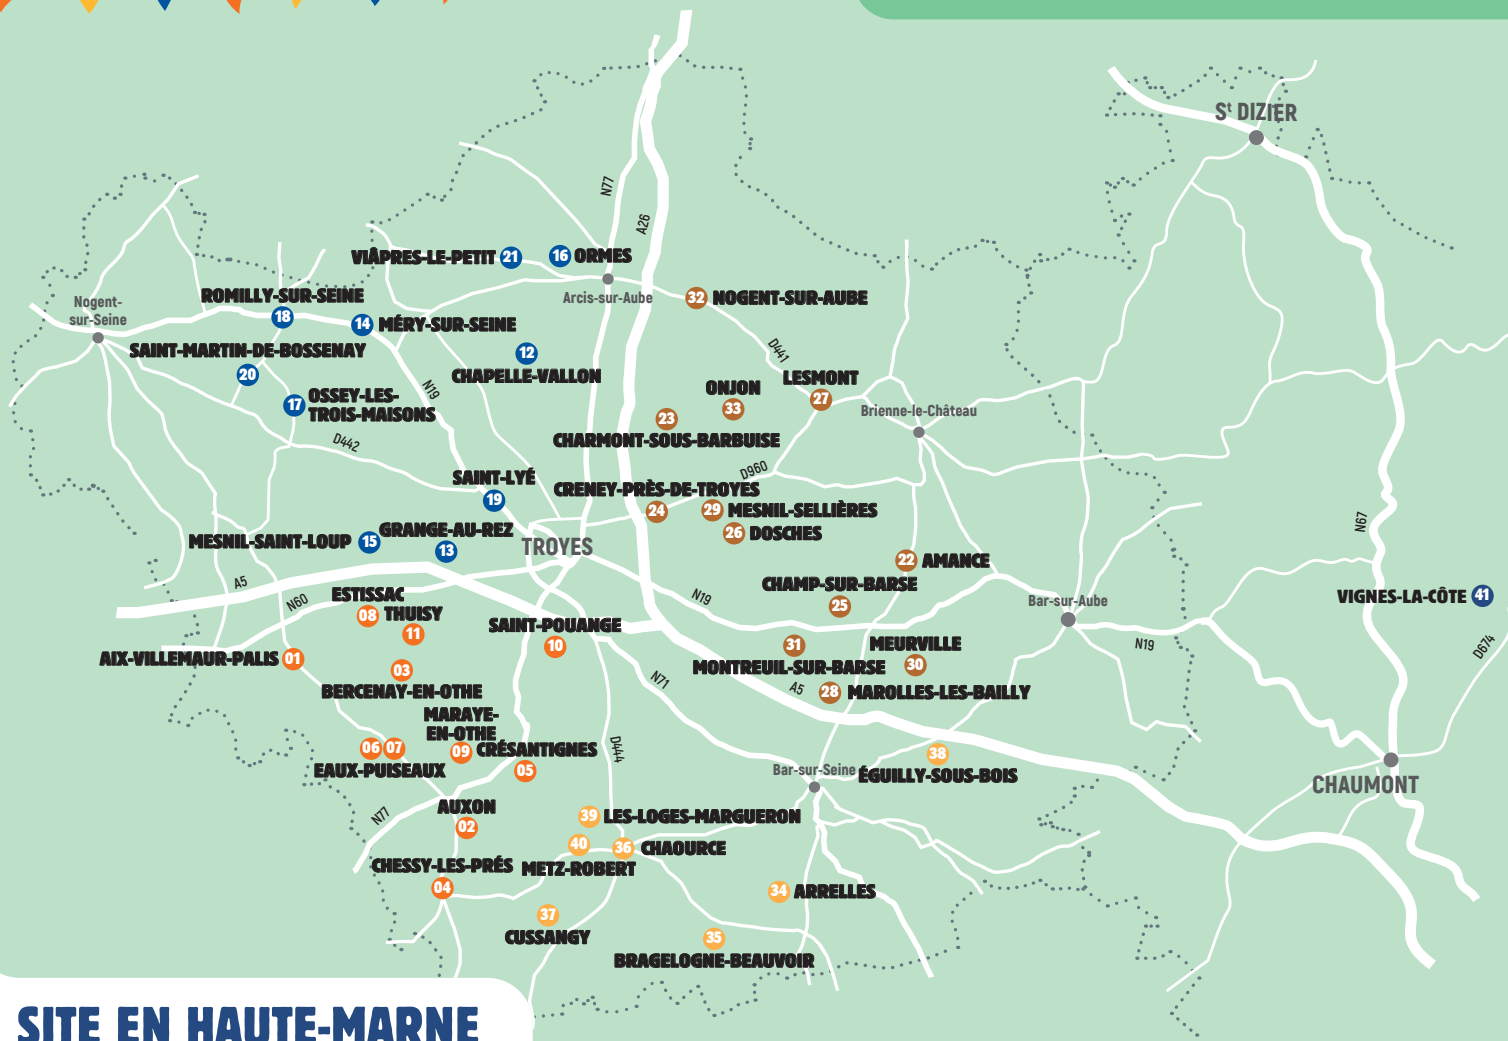 St DIZIER
N77
A26
VIÂPRES-LE-PETIT 21
16 ORMES
Nogent-
sur-Seine
ROMILLY-SUR-SEINE
18
14 MÉRY-SUR-SEINE
Arcis-sur-Aube
32 NOGENT-SUR-AUBE
SAINT-MARTIN-DE-BOSSENAY
20
12
CHAPELLE-VALLON
N19
D441
17 OSSEY-LES-
TROIS-MAISONS
ONJON
33
LESMONT
27
23
CHARMONT-SOUS-BARBUISE
Brienne-le-Château
D442
D960
SAINT-LYÉ
19
CRENEY-PRÈS-DE-TROYES
24
29 MESNIL-SELLIÈRES
26 DOSCHES
N67
MESNIL-SAINT-LOUP 15
GRANGE-AU-REZ
13
TROYES
22 AMANCE
A5
N60
ESTISSAC
08
THUISY
11
N19
CHAMP-SUR-BARSE
25
Bar-sur-Aube
VIGNES-LA-CÔTE 41
SAINT-POUANGE
10
31
MONTREUIL-SUR-BARSE
MEURVILLE
30
N19
D674
AIX-VILLEMAUR-PALIS 01
03
BERCENAY-EN-OTHE
N71
A5
28 MAROLLES-LES-BAILLY
MARAYE-
EN-OTHE
09
06 07
EAUX-PUISEAUX
CRÉSANTIGNES
05
D444
38
ÉGUILLY-SOUS-BOIS
Bar-sur-Seine
CHAUMONT
N77
AUXON
02
39 LES-LOGES-MARGUERON
40
METZ-ROBERT
36 CHAOURCE
CHESSY-LES-PRÉS
04
34 ARRELLES
37
CUSSANGY
35
BRAGELOGNE-BEAUVOIR
SITE EN HAUTE-MARNE